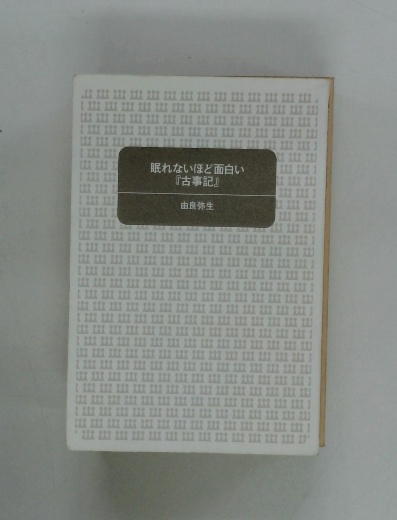 眠れないほど面白い
『古事記』
由良弥生